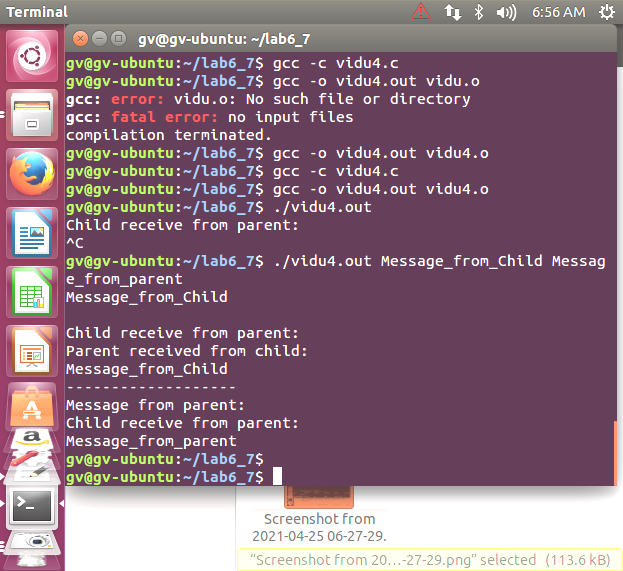 Terminal
6:56 AM
gv@gv-ubuntu: ~/lab6_7
gv@gv-ubuntu:~/lab6_7$ gcc -c vidu4.c
gv@gv-ubuntu:~/lab6_7$ gcc -o vidu4.out vidu.o
gcc: error: vidu.o: No such file or directory
gcc: fatal error: no input files
compilation terminated.
gv@gv-ubuntu:~/lab6_7$ gcc -o vidu4.out vidu4.o
gv@gv-ubuntu:~/lab6_7$ gcc -c vidu4.c
gv@gv-ubuntu:~/lab6_7$ gcc -o vidu4.out vidu4.o
gv@gv-ubuntu:~/lab6_7$ ./vidu4.out
Child receive from parent:
^C
gv@gv-ubuntu:~/lab6_7$ ./vidu4.out Message_from_Child Messag
e_from_parent
Message_from_Child
Child receive from parent:
Parent received from child:
Message_from_Child
-------------------
Message from parent:
Child receive from parent:
Message_from_parent
gv@gv-ubuntu:~/lab6_7$
gv@gv-ubuntu:~/lab6_7$
Screenshot from
2021-04-25 06-27-29.
"Screenshot from 20...-27-29.png" selected (113.6 kB)